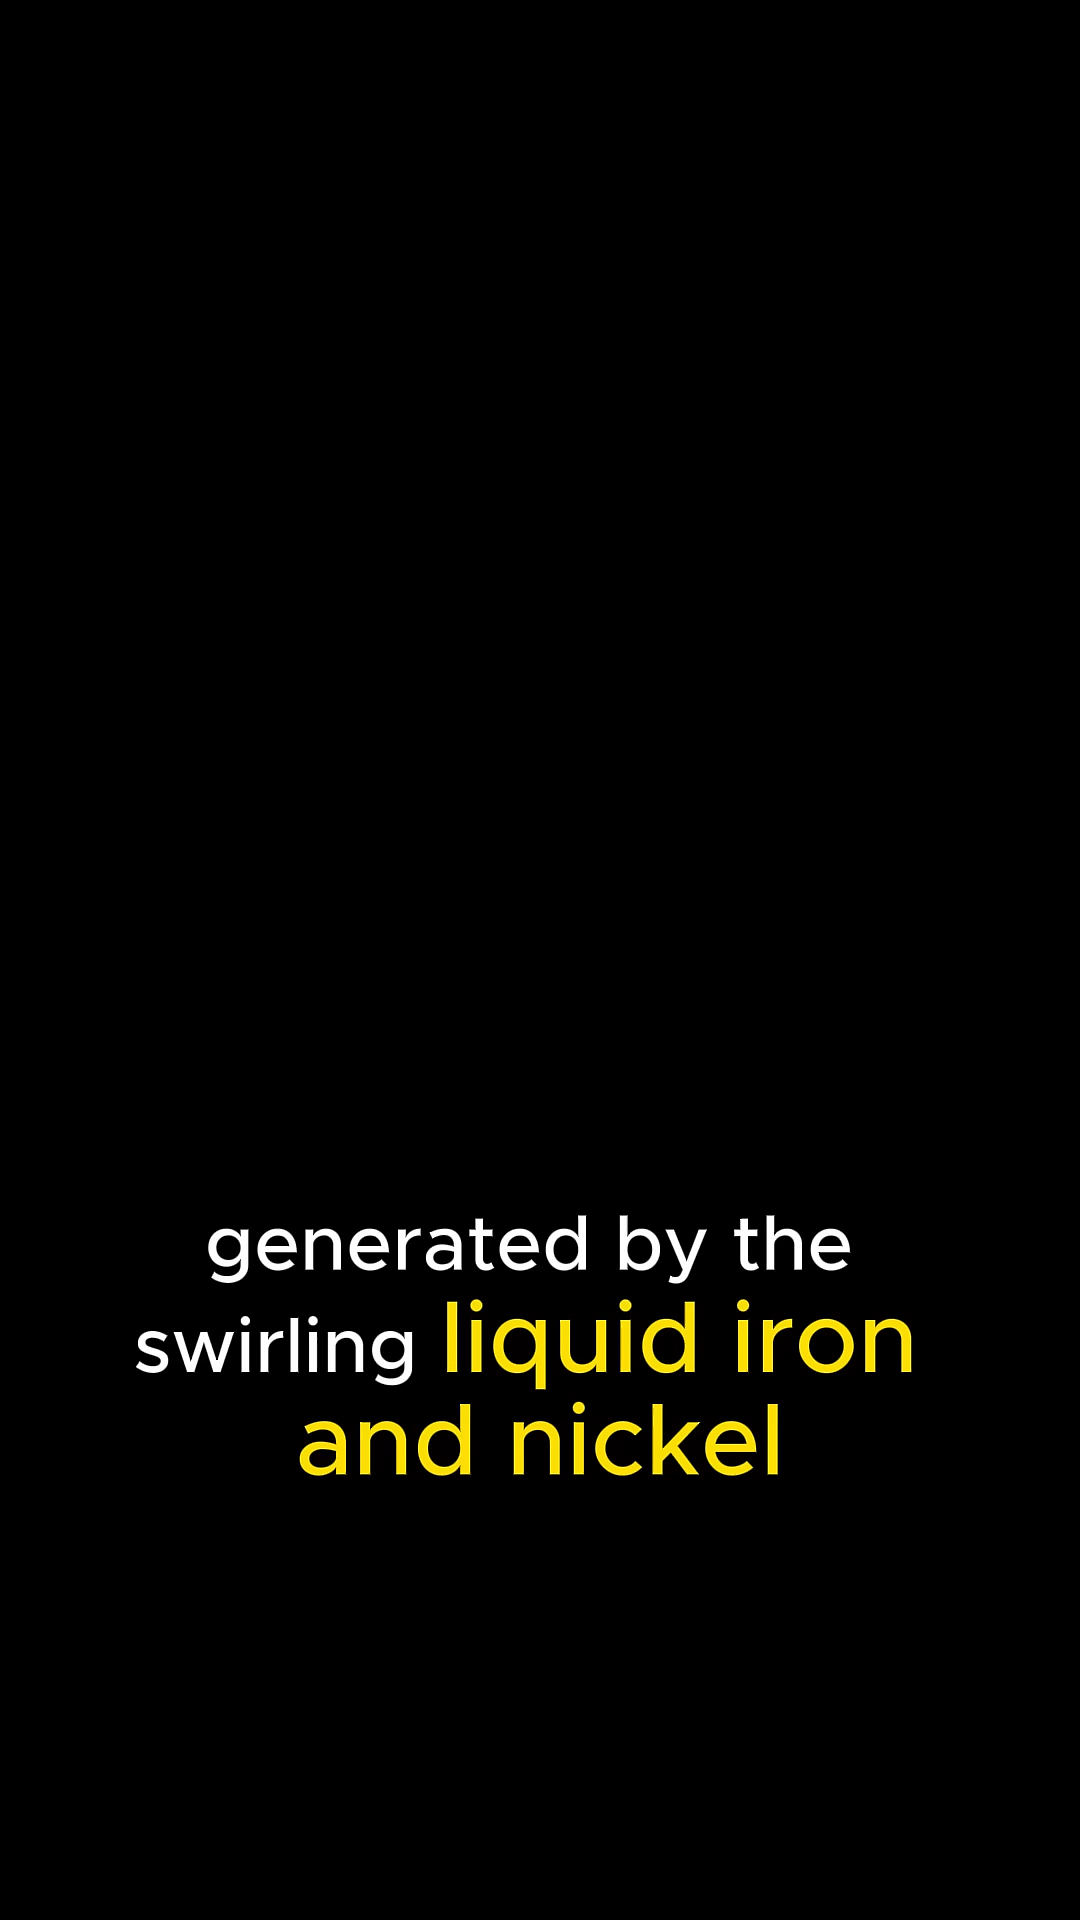 generated by the
swirling liquid iron
and nickel